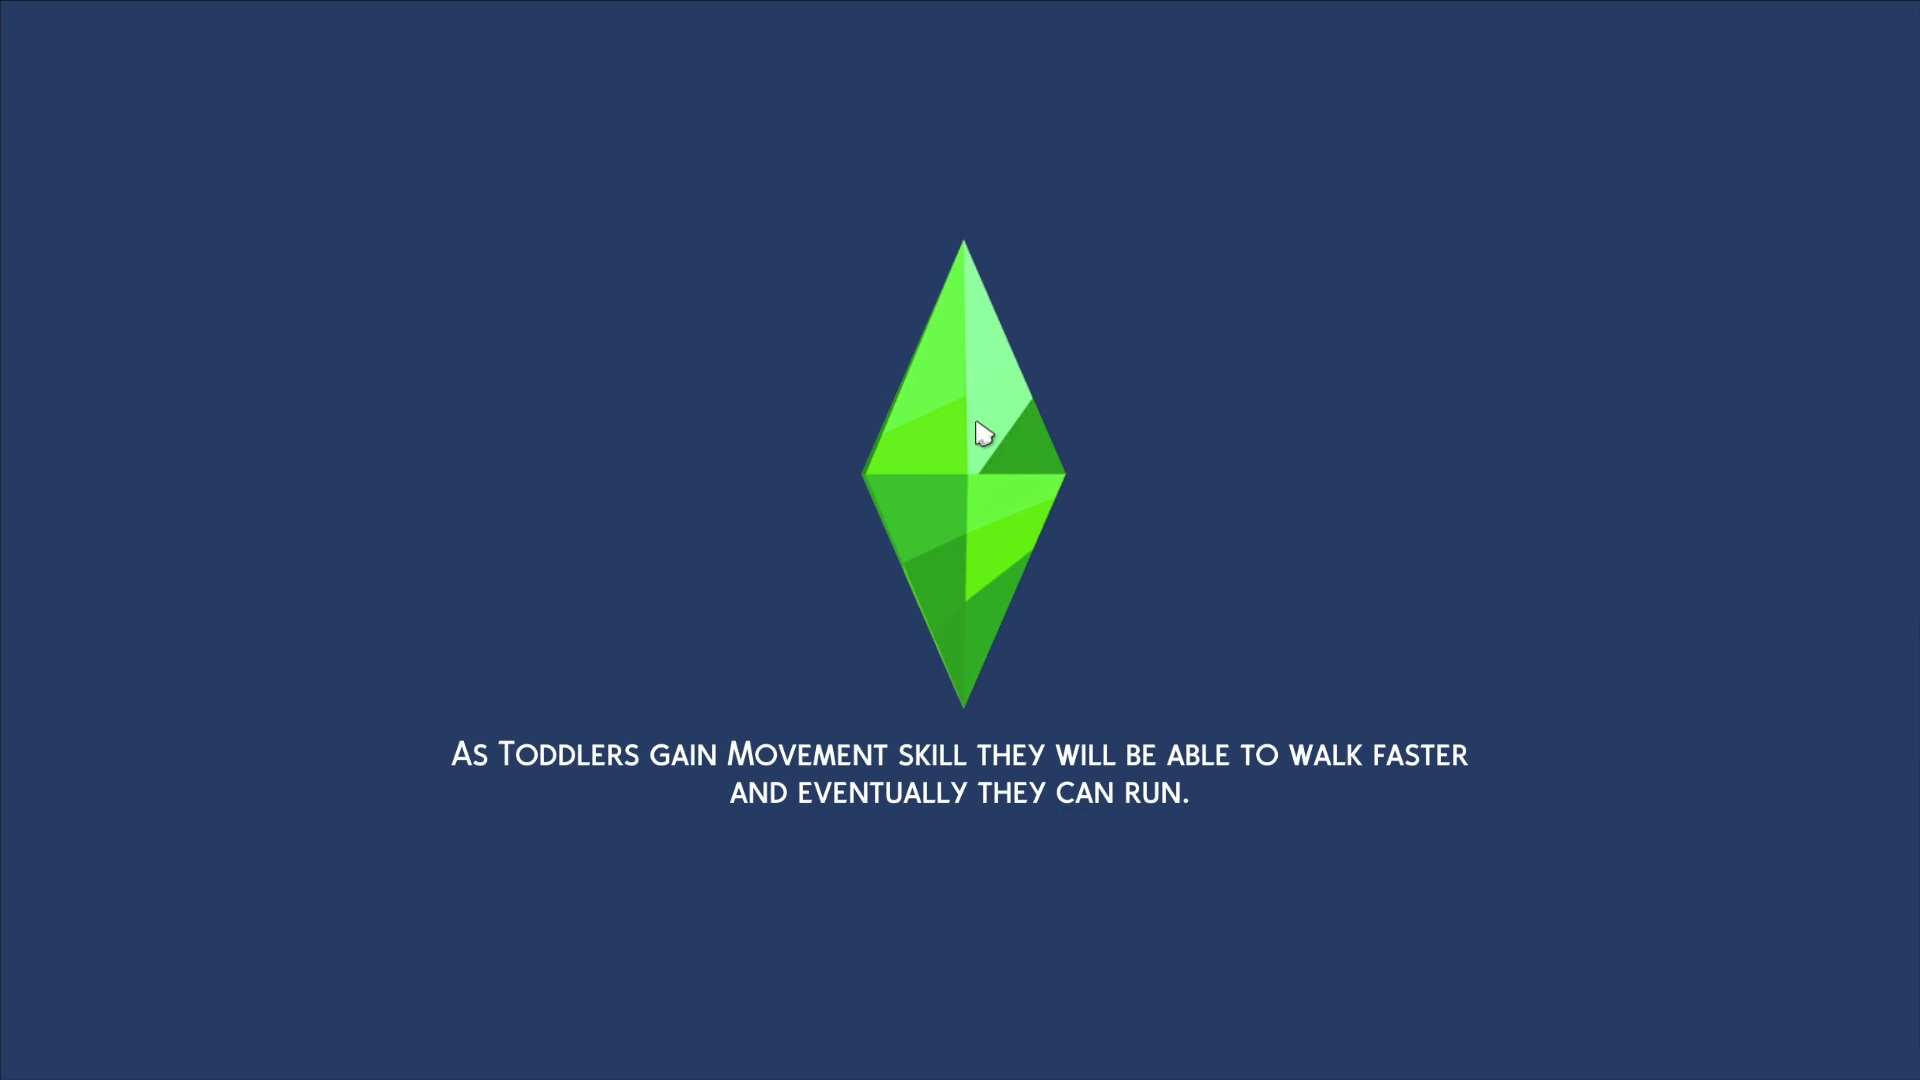 As Toddlers gain Movement skill they will be able to walk faster
and eventually they can run.